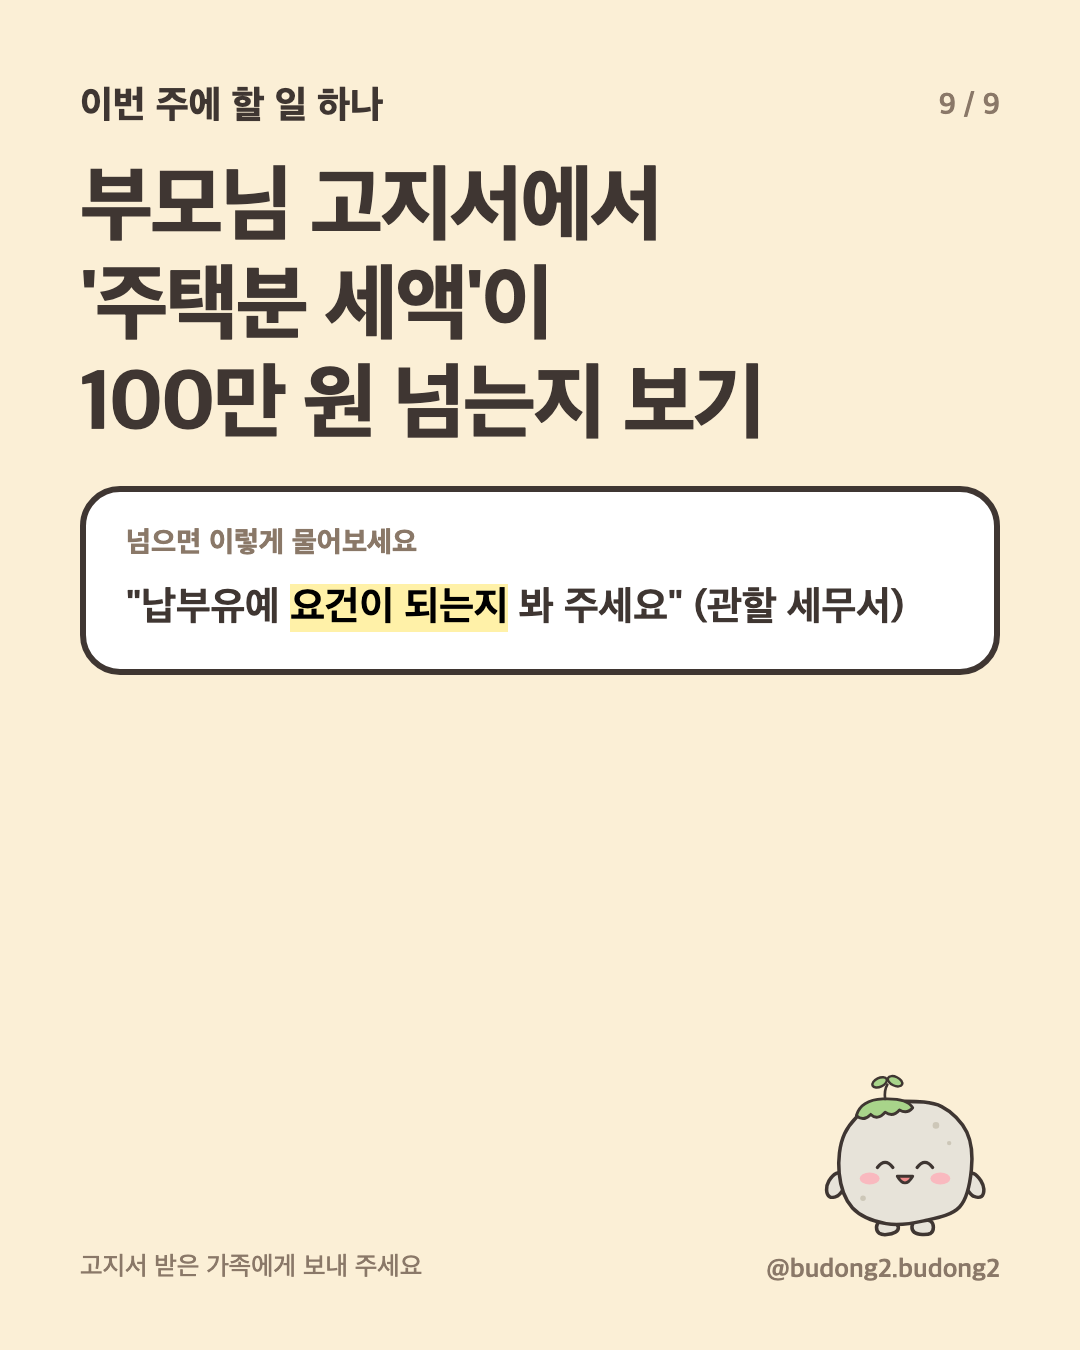 이번 주에 할 일 하나
9 / 9
부모님 고지서에서
'주택분 세액'이
100만 원 넘는지 보기
넘으면 이렇게 물어보세요
"납부유예 요건이 되는지 봐 주세요" (관할 세무서)
고지서 받은 가족에게 보내 주세요
@budong2.budong2